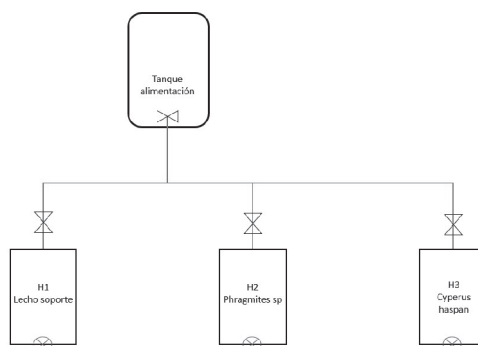 Tanque
alimentación
H1
Lecho soporte
H2
Phragmites sp
H3
Cyperus
haspan